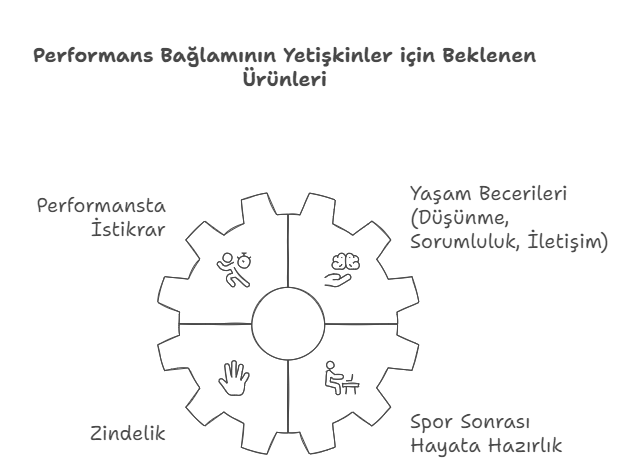 Performans Bağlamının Yetişkinler için Beklenen
Ürünleri
Performansta
İstikrar
Yaşam Becerileri
(Düşünme,
Sorumluluk, İletişim)
Zindelik
Spor Sonrası
Hayata Hazırlık